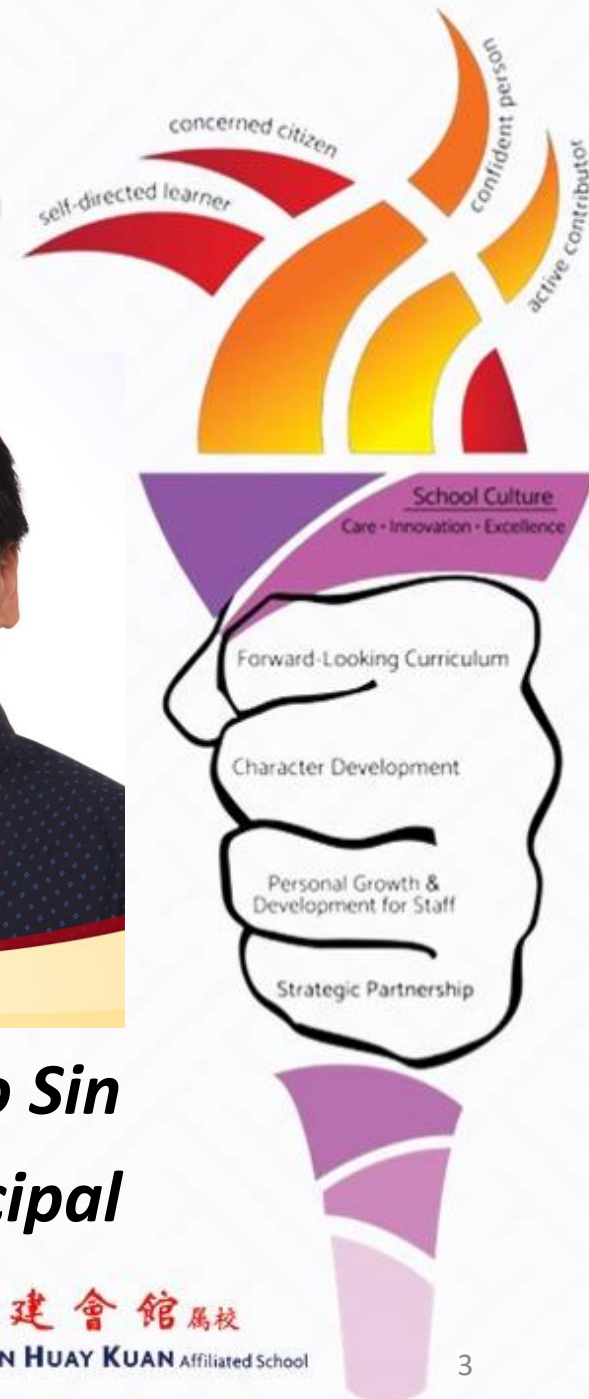 concerned citizen
self-directed learner
confident person
active contributor
School Culture
Care • Innovation • Excellence
Forward-Looking Curriculum
Character Development
Personal Growth &
Development for Staff
Strategic Partnership
Sin
建 會 館 属校
HUAY KUAN Affiliated School
3